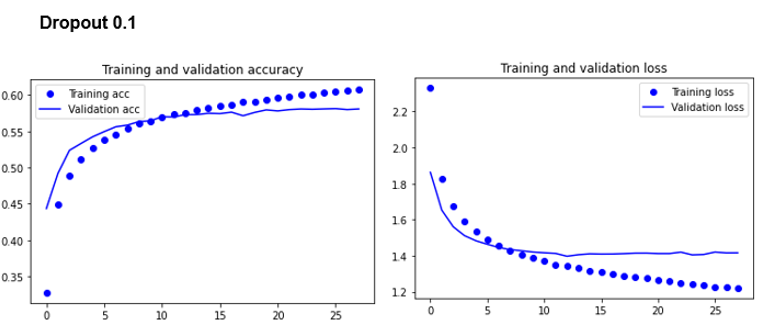 Dropout 0.1
Training and validation accuracy
Training acc
Validation acc
0.60
0.55
0.50
0.45
0.40
0.35
0 5 10 15 20 25
Training and validation loss
Training loss
Validation loss
2.2
2.0
1.8
1.6
1.4
1.2
0 5 10 15 20 25